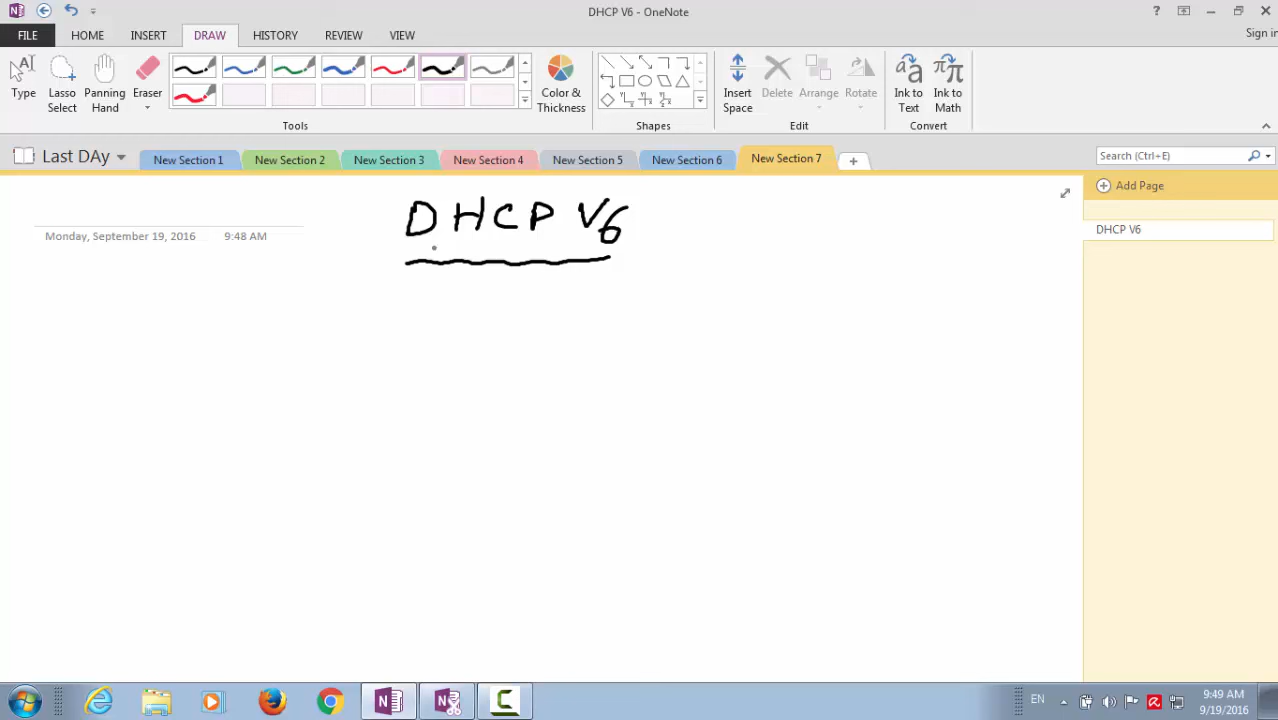 DHCP V6 - OneNote
?
Sign in
FILE HOME INSERT DRAW HISTORY REVIEW VIEW
Type
Lasso Select
Panning Hand
Eraser
Color & Thickness
Insert Space
Delete
Arrange
Rotate
Ink to Text
Ink to Math
Tools
Shapes
Edit
Convert
Last DAy
New Section 1
New Section 2
New Section 3
New Section 4
New Section 5
New Section 6
New Section 7
Search (Ctrl+E)
Add Page
DHCP V6
Monday, September 19, 2016 9:48 AM
DHCP V6
EN
9:49 AM
9/19/2016